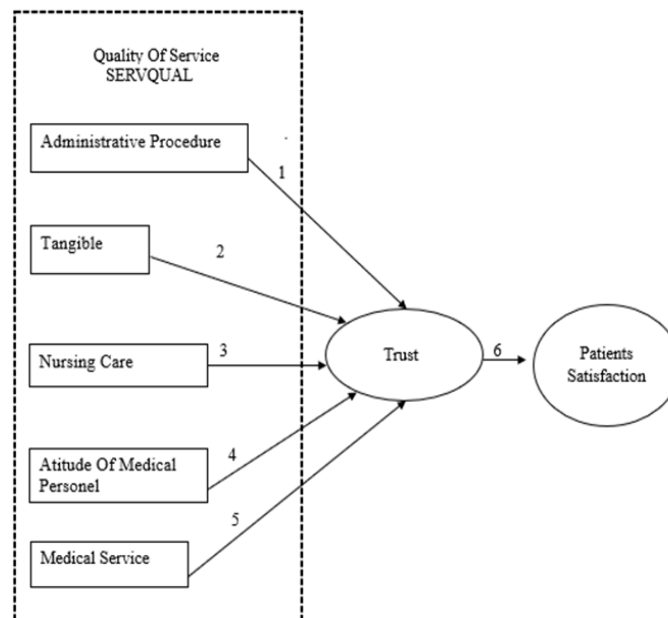 Quality Of Service
SERVQUAL
Administrative Procedure
1
Tangible
2
Nursing Care
3
Trust
6
Patients
Satisfaction
Atitude Of Medical
Personel
4
5
Medical Service